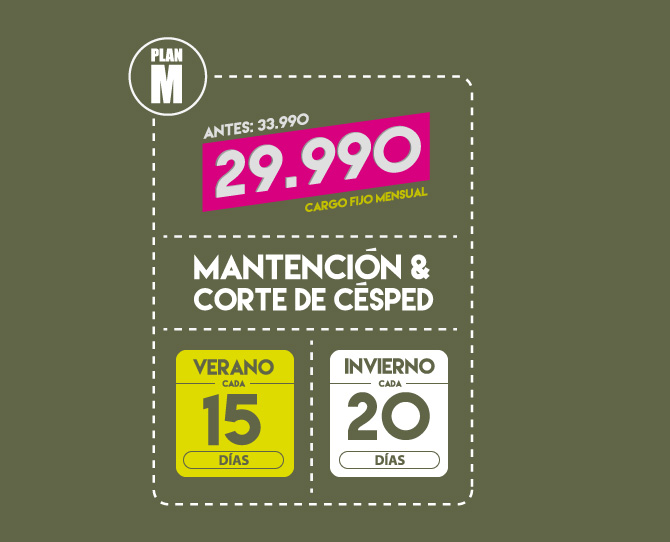 PLAN
M
ANTES: 33.990
29.990
CARGO FIJO MENSUAL
MANTENCIÓN &
CORTE DE CÉSPED
VERANO
CADA
15
DÍAS
INVIERNO
CADA
20
DÍAS